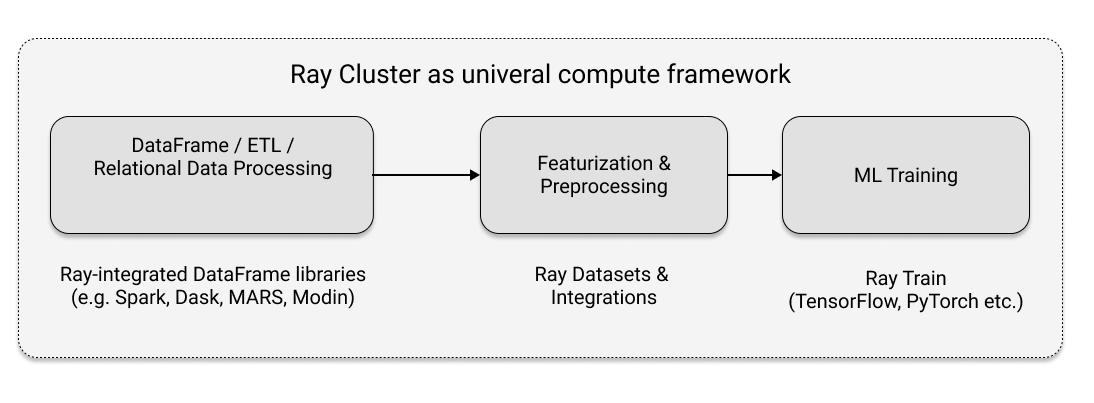 Ray Cluster as univeral compute framework
DataFrame / ETL /
Relational Data Processing
Featurization &
Preprocessing
ML Training
Ray-integrated DataFrame libraries
(e.g. Spark, Dask, MARS, Modin)
Ray Datasets &
Integrations
Ray Train
(TensorFlow, PyTorch etc.)